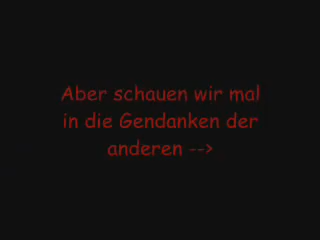 Aber schauen wir mal
in die Gendanken der
anderen -->